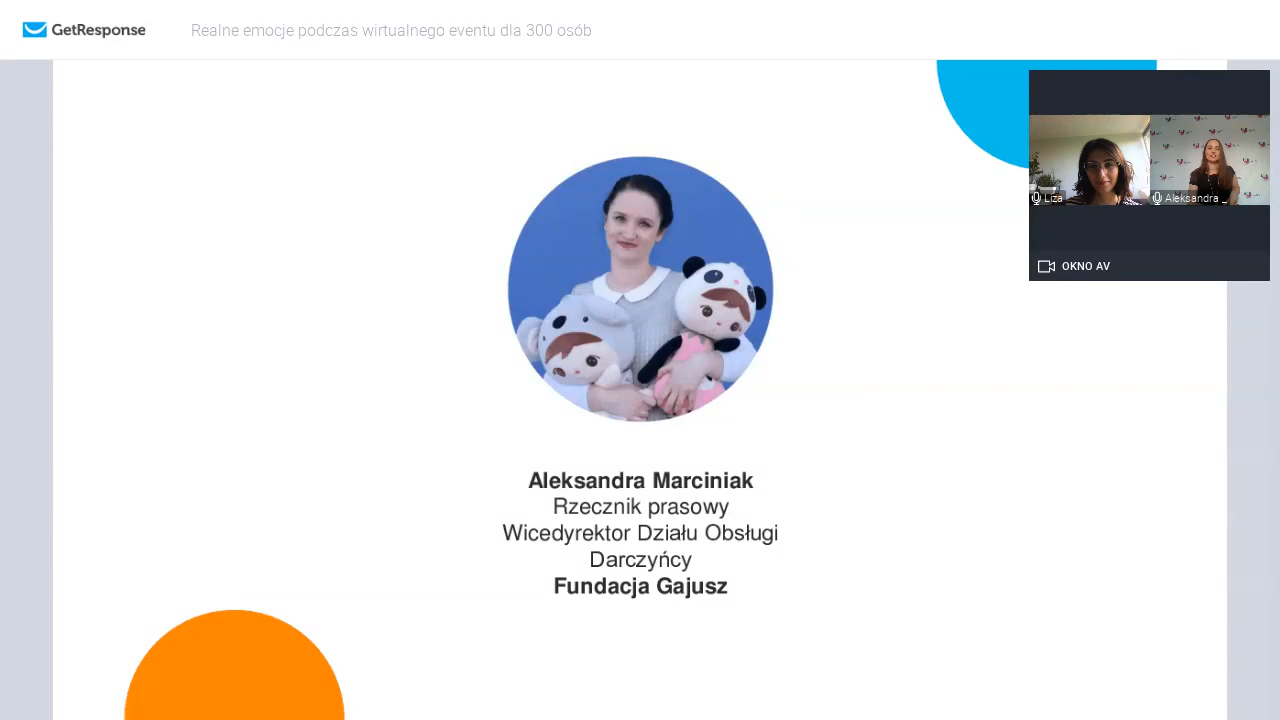 GetResponse
Realne emocje podczas wirtualnego eventu dla 300 osób
Liza
Aleksandra _
OKNO AV
Aleksandra Marciniak
Rzecznik prasowy
Wicedyrektor Działu Obsługi
Darczyńcy
Fundacja Gajusz